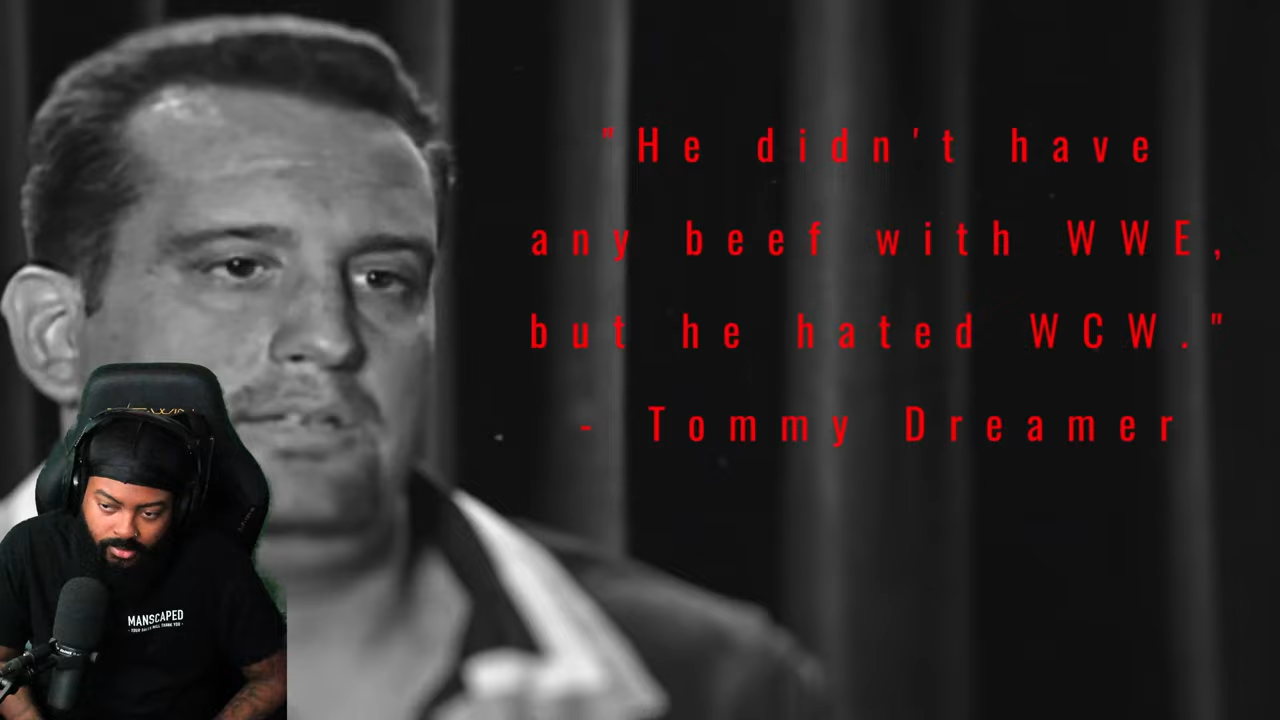 "He didn't have
any beef with WWE,
but he hated WCW."
- Tommy Dreamer
MANSCAPED